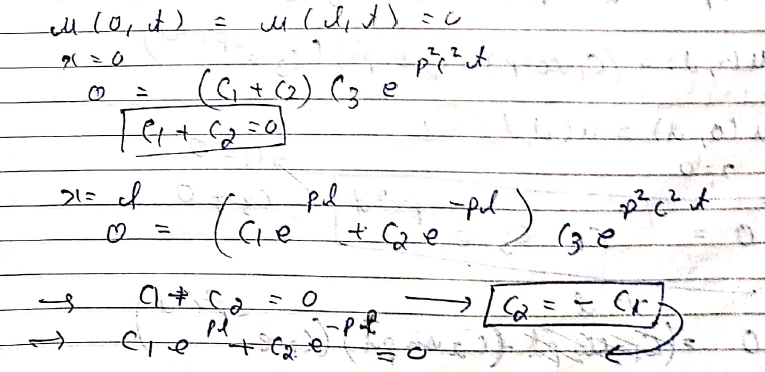 u(0, t) = u(l, t) = 0
x = 0
0 = (C₁ + C₂) C₃ e^{p²c²t}
C₁ + C₂ = 0
x = l
0 = (C₁e^{pl} + C₂ e^{-pl}) C₃ e^{p²c²t}
→ C₁ + C₂ = 0 → C₂ = - C₁
⇒ C₁ e^{pl} + C₂ e^{-pl} = 0